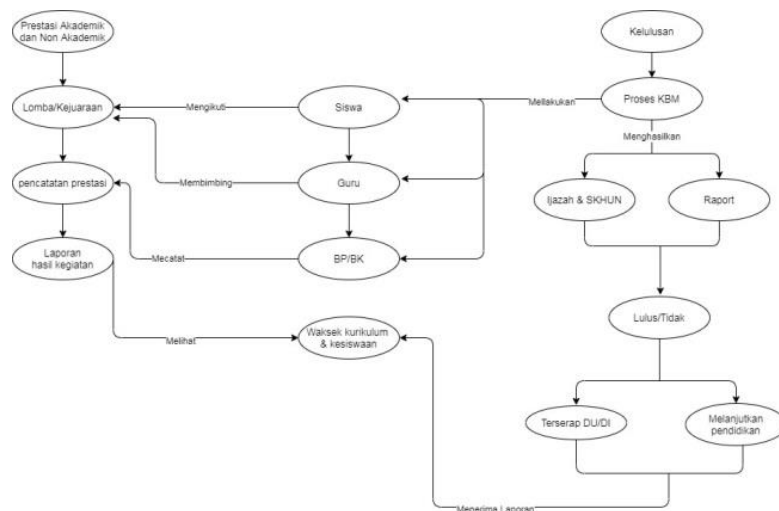 Prestasi Akademik
dan Non Akademik
Kelulusan
Lomba/Kejuaraan
Mengikuti
Siswa
Mellakukan
Proses KBM
Menghasilkan
pencatatan prestasi
Membimbing
Guru
Ijazah & SKHUN
Raport
Laporan
hasil kegiatan
Mecatat
BP/BK
Melihat
Waksek kurikulum
& kesiswaan
Lulus/Tidak
Terserap DU/DI
Melanjutkan
pendidikan
Menerima Laporan